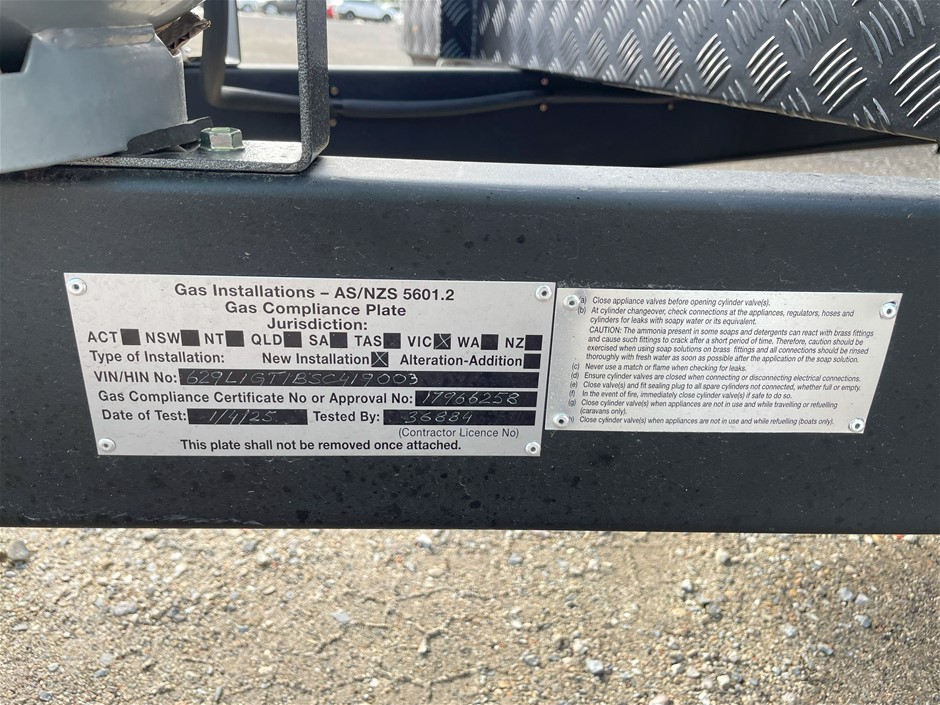 Gas Installations – AS/NZS 5601.2
Gas Compliance Plate
Jurisdiction:
ACT NSW NT QLD SA TAS VIC WA NZ
Type of Installation: New Installation Alteration-Addition
VIN/HIN No:
Gas Compliance Certificate No or Approval No: 17966258
Date of Test: 1/4/25 Tested By: 36884
(Contractor Licence No)
This plate shall not be removed once attached.
(a) Close appliance valves before opening cylinder valve(s).
(b) At cylinder changeover, check connections at the appliances, regulators, hoses and
cylinders for leaks with soapy water or its equivalent.
CAUTION: The ammonia present in some soaps and detergents can react with brass fittings
and cause such fittings to crack after a short period of time. Therefore, caution should be
exercised when using soap solutions on brass fittings and all connections should be rinsed
thoroughly with fresh water as soon as possible after the application of the soap solution.
(c) Never use a match or flame when checking for leaks.
(d) Ensure cylinder valves are closed when connecting or disconnecting electrical connections.
(e) Close valve(s) and fit sealing plug to all spare cylinders not connected, whether full or empty.
(f) In the event of fire, immediately close cylinder valve(s) if safe to do so.
(g) Close cylinder valve(s) when appliances are not in use and while travelling or refuelling
(caravans only).
Close cylinder valve(s) when appliances are not in use and while refuelling (boats only).